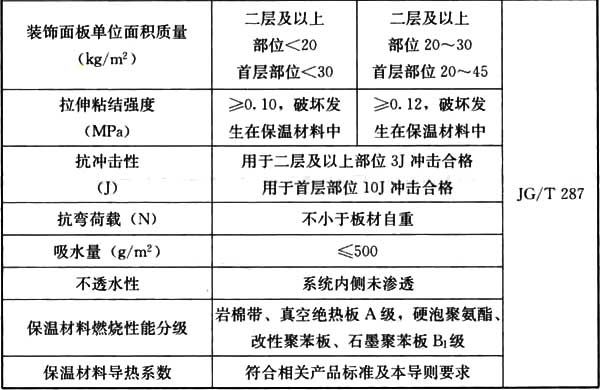 装饰面板单位面积质量
（kg/m²）
二层及以上
部位＜20
首层部位＜30
二层及以上
部位 20～30
首层部位 20～45
拉伸粘结强度
（MPa）
≥0.10，破坏发
生在保温材料中
≥0.12，破坏发
生在保温材料中
抗冲击性
（J）
用于二层及以上部位 3J 冲击合格
用于首层部位 10J 冲击合格
JG/T 287
抗弯荷载（N）
不小于板材自重
吸水量（g/m²）
≤500
不透水性
系统内侧未渗透
保温材料燃烧性能分级
岩棉带、真空绝热板 A 级，硬泡聚氨酯、
改性聚苯板、石墨聚苯板 B₁级
保温材料导热系数
符合相关产品标准及本导则要求